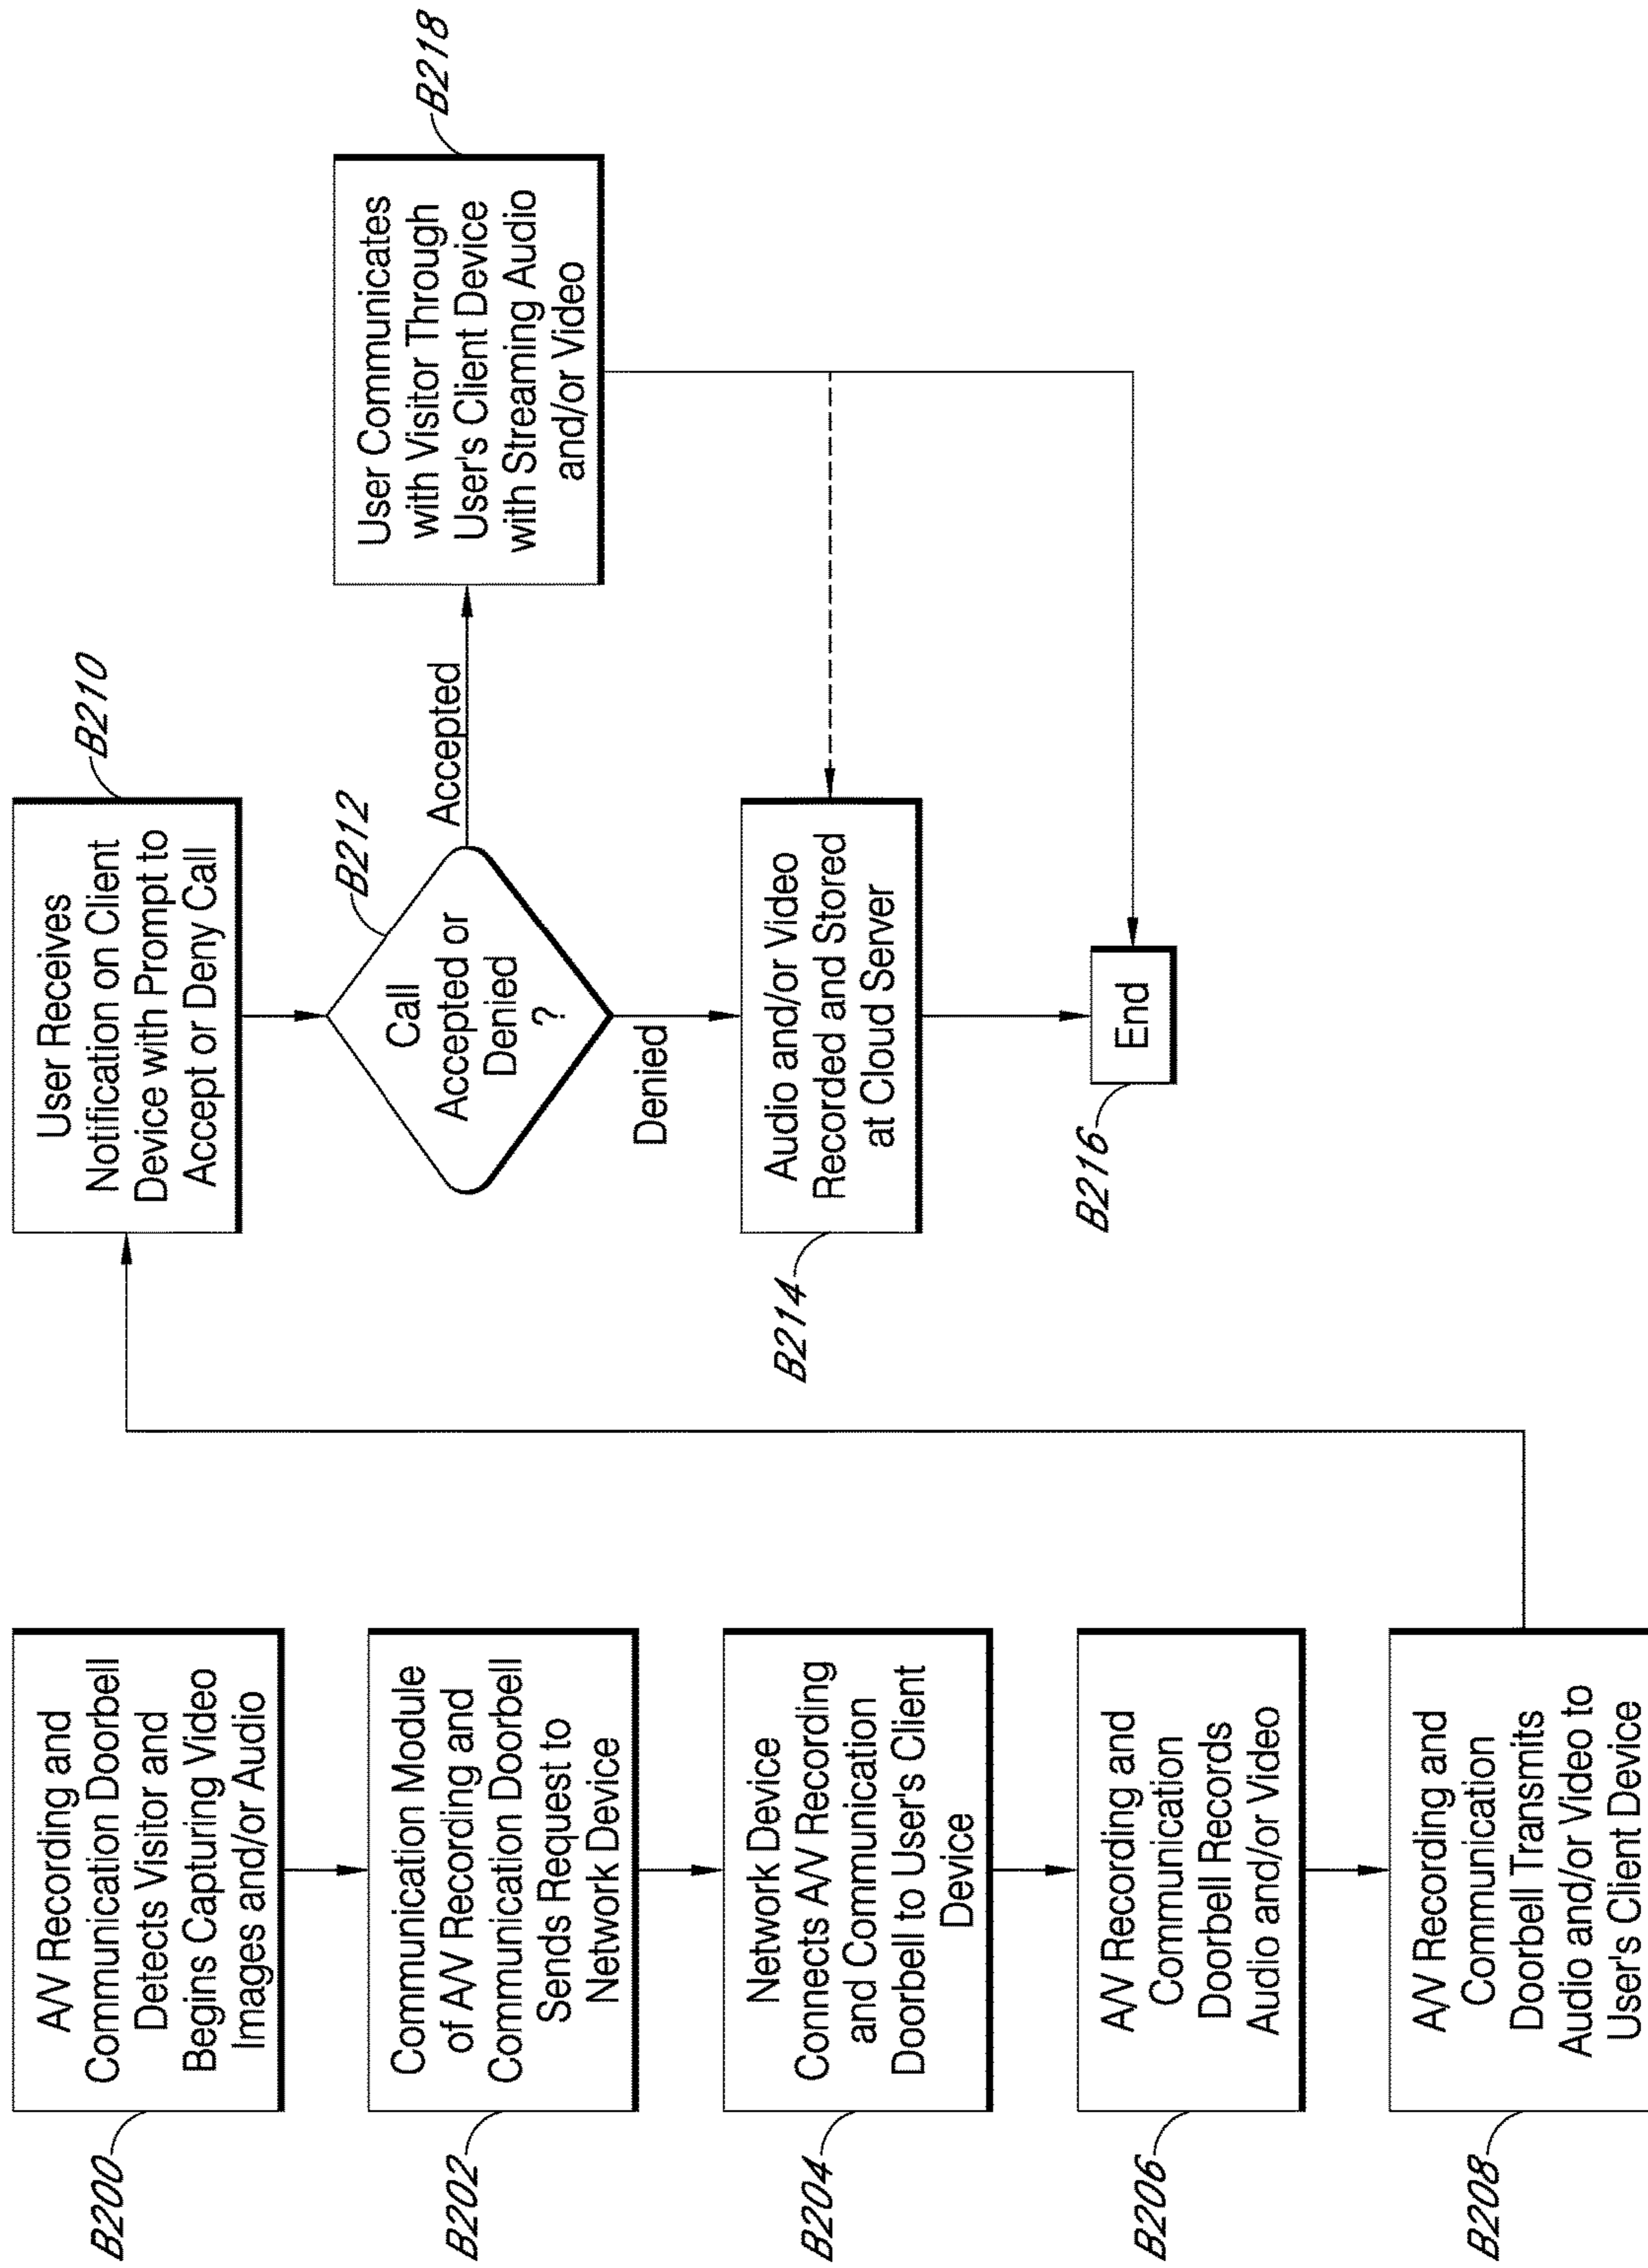 B200
A/V Recording and
Communication Doorbell
Detects Visitor and
Begins Capturing Video
Images and/or Audio
B202
Communication Module
of A/V Recording and
Communication Doorbell
Sends Request to
Network Device
B204
Network Device
Connects A/V Recording
and Communication
Doorbell to User's Client
Device
B206
A/V Recording and
Communication
Doorbell Records
Audio and/or Video
B208
A/V Recording and
Communication
Doorbell Transmits
Audio and/or Video to
User's Client Device
B210
User Receives
Notification on Client
Device with Prompt to
Accept or Deny Call
B212
Call
Accepted or
Denied
?
Accepted
Denied
B218
User Communicates
with Visitor Through
User's Client Device
with Streaming Audio
and/or Video
B214
Audio and/or Video
Recorded and Stored
at Cloud Server
B216
End